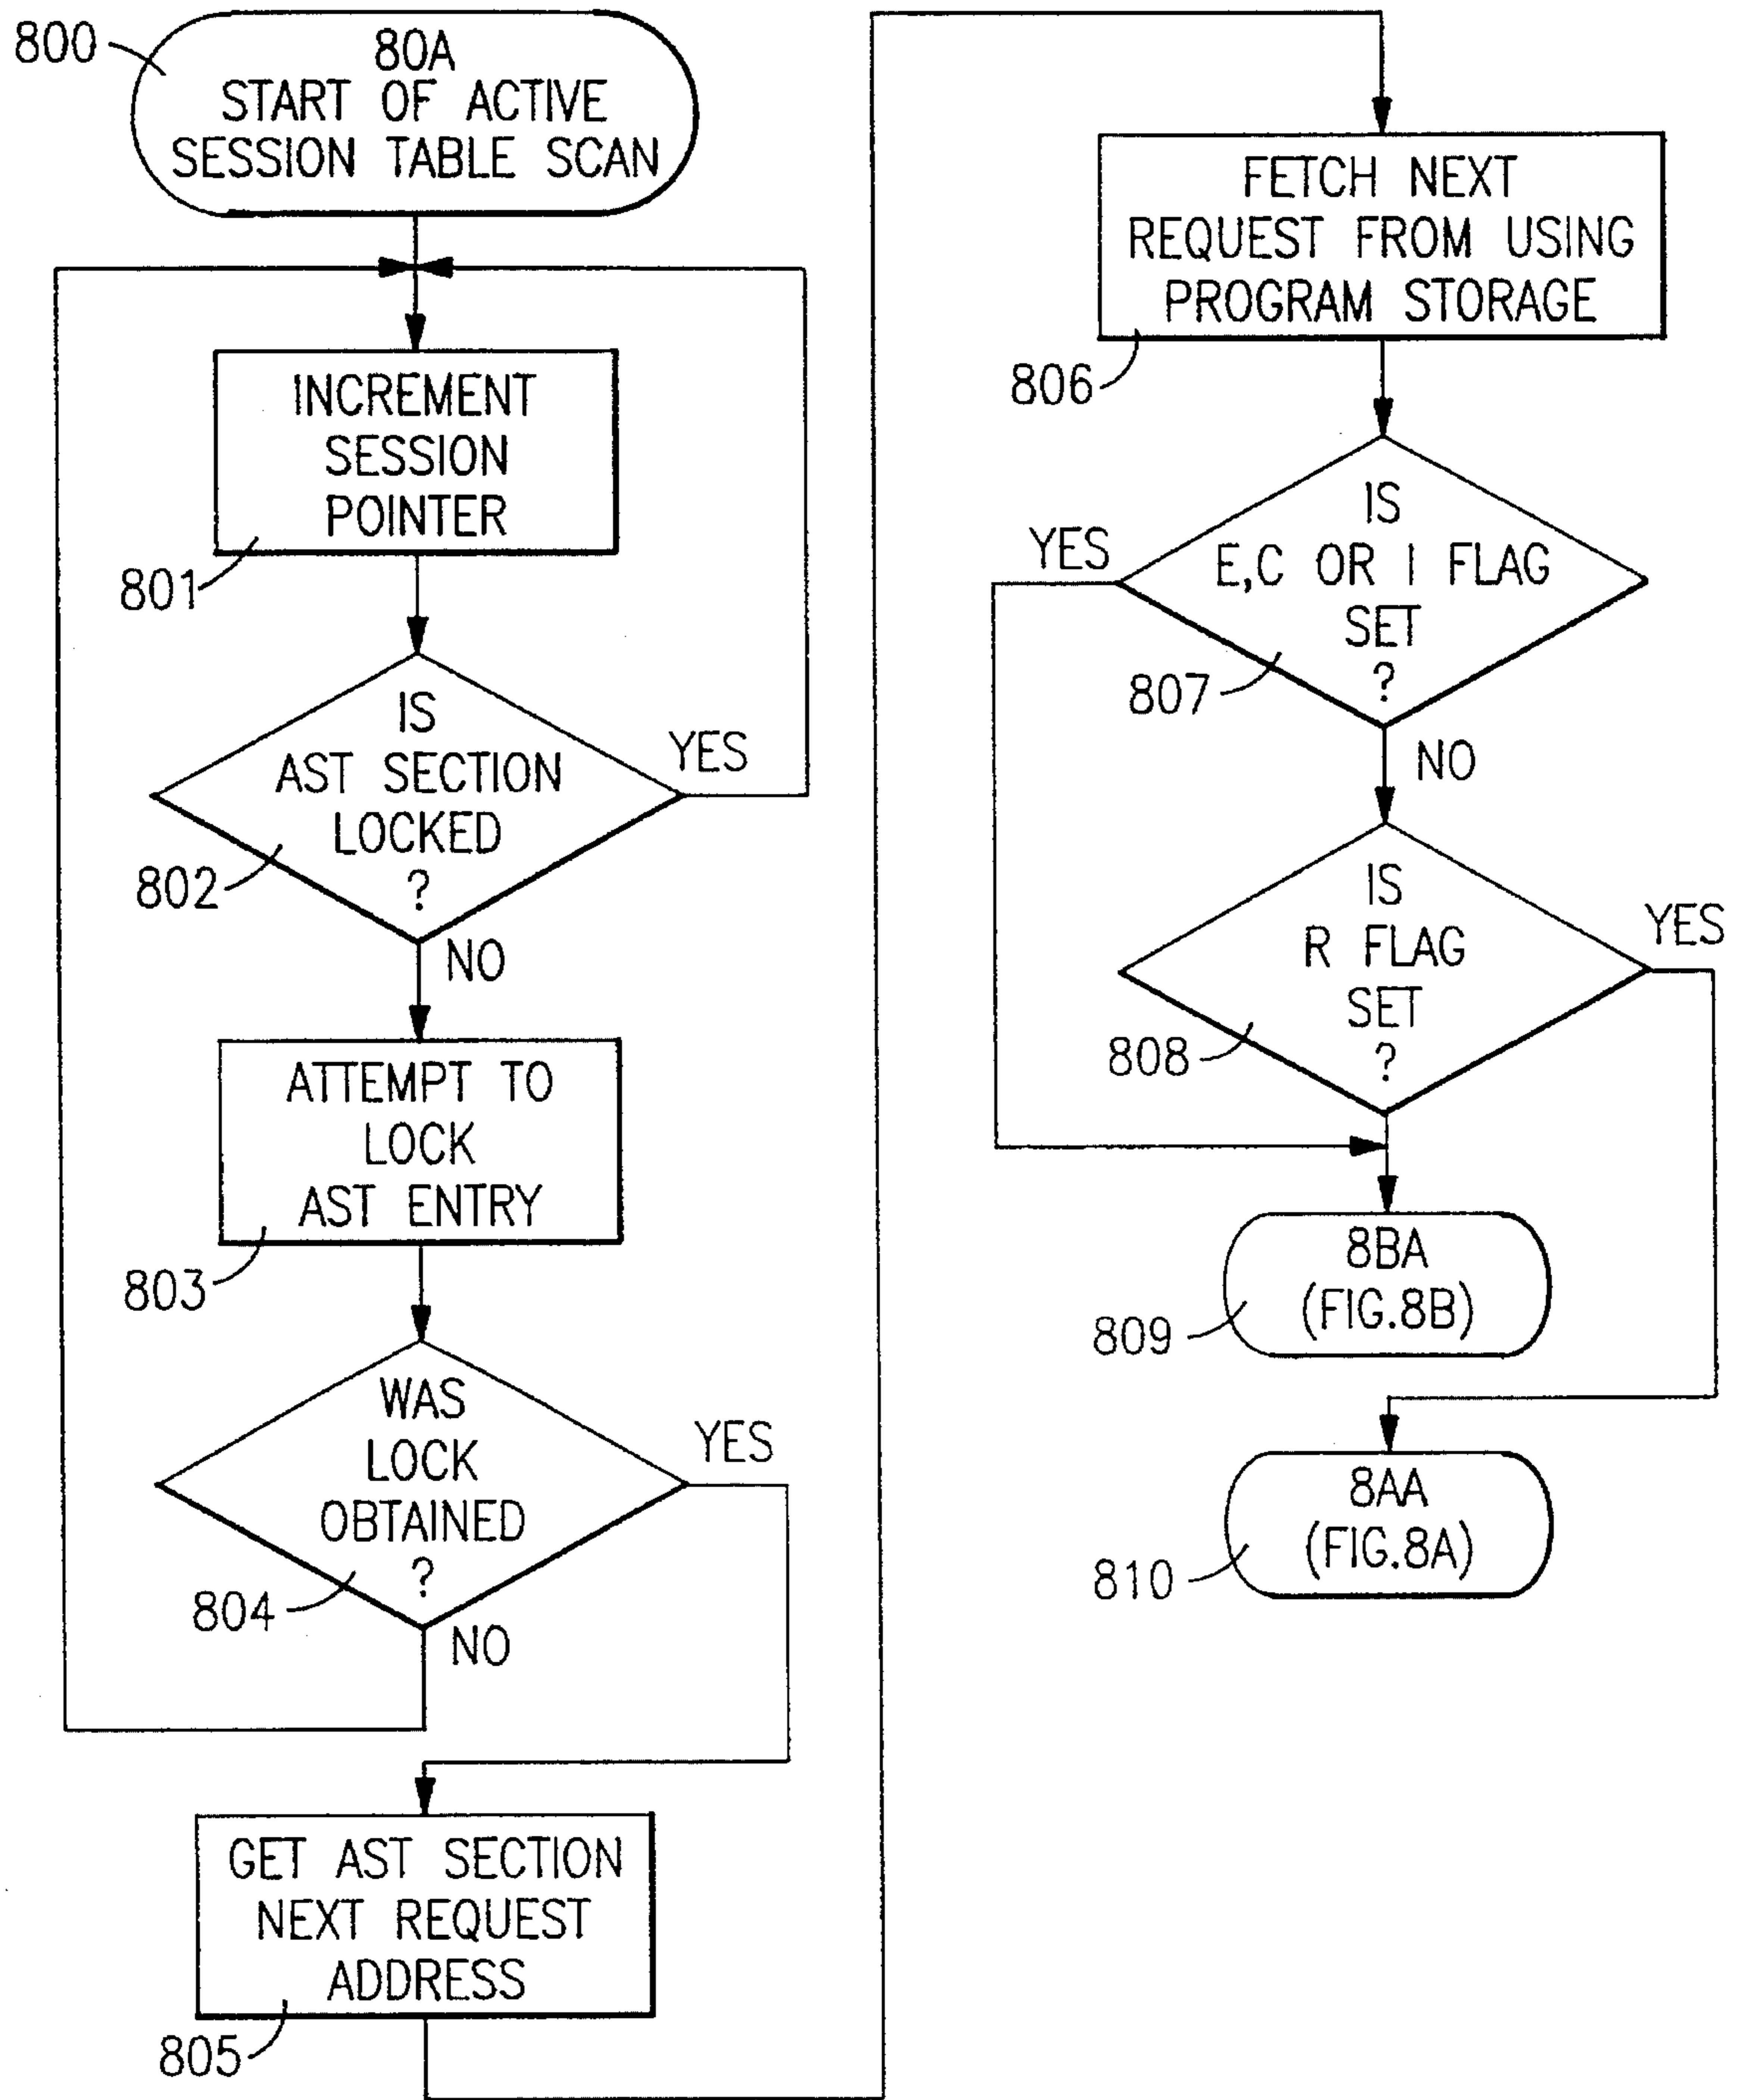 800
80A
START OF ACTIVE
SESSION TABLE SCAN
INCREMENT
SESSION
POINTER
801
IS
AST SECTION
LOCKED
?
YES
802
NO
ATTEMPT TO
LOCK
AST ENTRY
803
WAS
LOCK
OBTAINED
?
YES
804
NO
GET AST SECTION
NEXT REQUEST
ADDRESS
805
FETCH NEXT
REQUEST FROM USING
PROGRAM STORAGE
806
IS
E,C OR I FLAG
SET
?
YES
807
NO
IS
R FLAG
SET
?
YES
808
8BA
(FIG.8B)
809
8AA
(FIG.8A)
810